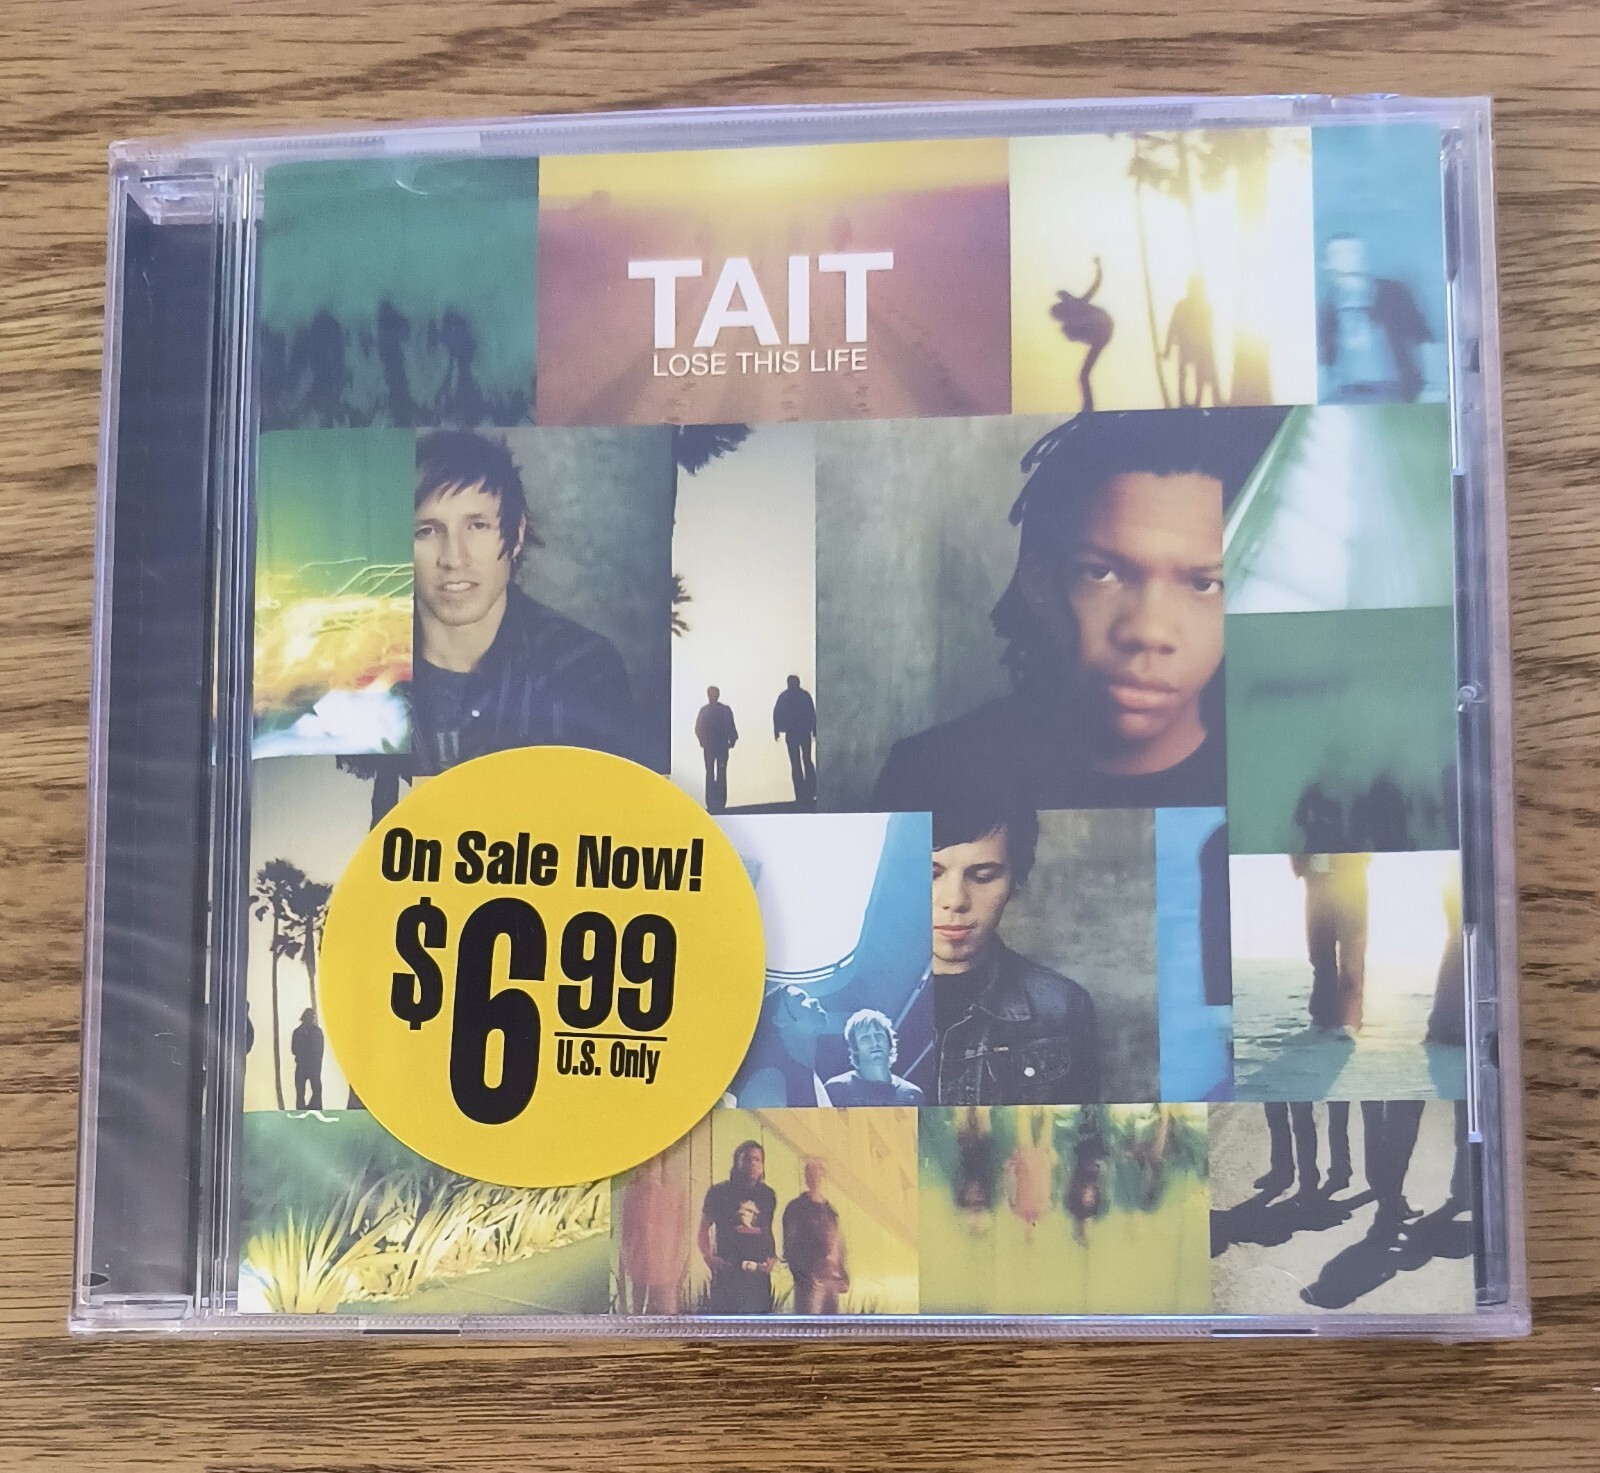 TAIT
LOSE THIS LIFE
On Sale Now!
$6.99
U.S. Only